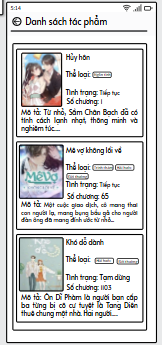 5:14
Danh sách tác phẩm
Hủy hôn
Thể loại: Ngôn tình
Tình trạng: Tiếp tục
Số chương: 1
Mô tả: Từ nhỏ, Sầm Chân Bạch đã có
tính cách lạnh nhạt, thông minh và
nghiêm túc....
Mê vợ không lối về
Thể loại:
Tình trạng: Tiếp tục
Số chương: 65
Mô tả: Một cuộc giao dịch, cô mang thai
con người lạ, mang bụng bầu gả cho người
đàn ông đã mang đính ước từ nhỏ...
Khó dỗ dành
Thể loại:
Tình trạng: Tạm dừng
Số chương: 1103
Mô tả: Ôn Dĩ Phàm là người bạn cấp
ba từng bị cô cự tuyệt là Tang Diên
thuê chung một nhà. Hai người....